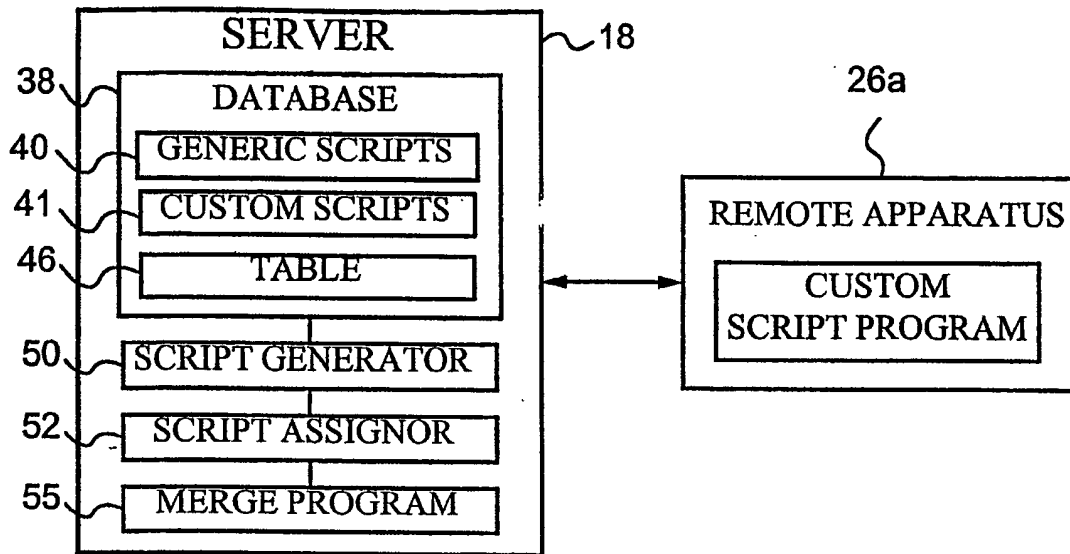 SERVER
18
38
DATABASE
40
GENERIC SCRIPTS
41
CUSTOM SCRIPTS
46
TABLE
50
SCRIPT GENERATOR
52
SCRIPT ASSIGNOR
55
MERGE PROGRAM
26a
REMOTE APPARATUS
CUSTOM
SCRIPT PROGRAM